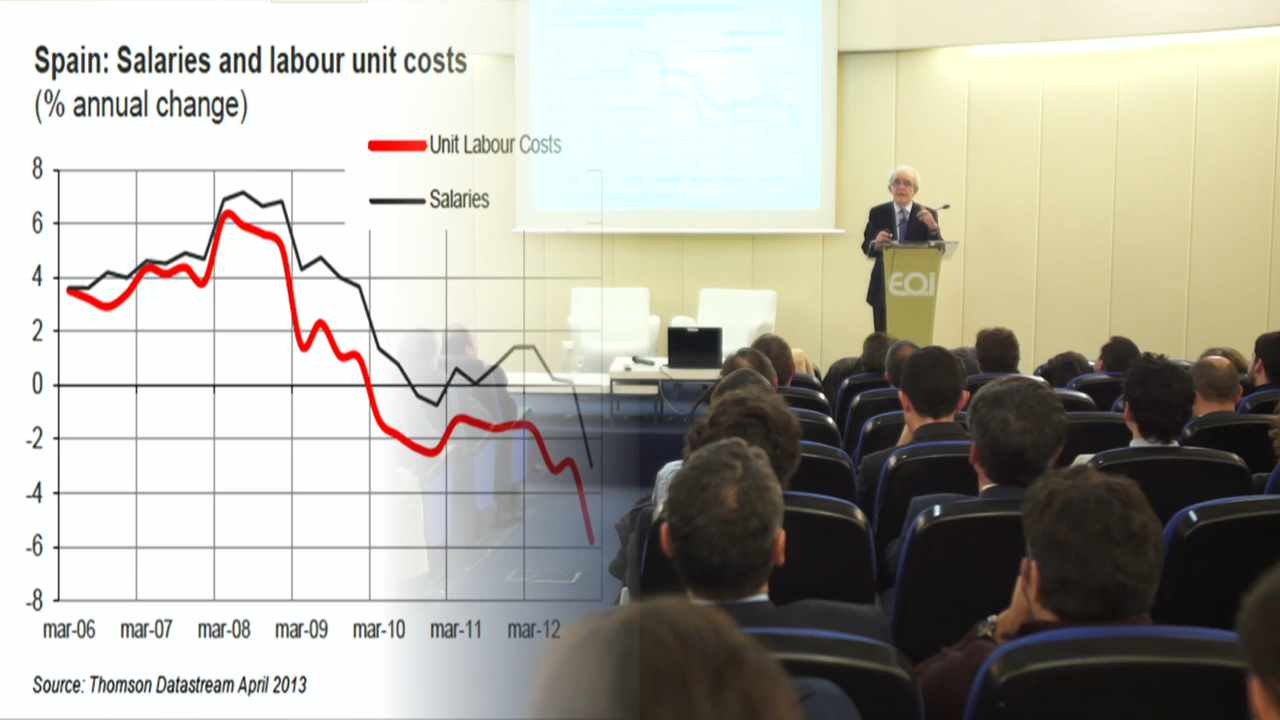 Spain: Salaries and labour unit costs
(% annual change)
Unit Labour Costs
Salaries
8
6
4
2
0
-2
-4
-6
-8
mar-06 mar-07 mar-08 mar-09 mar-10 mar-11 mar-12
Source: Thomson Datastream April 2013
EOi